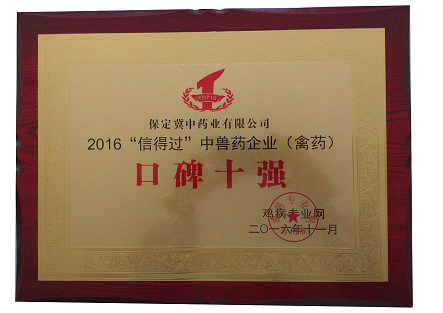 TOP10
保定冀中药业有限公司
2016“信得过”中兽药企业（禽药）
口碑十强
鸡病专业网
二〇一六年十一月